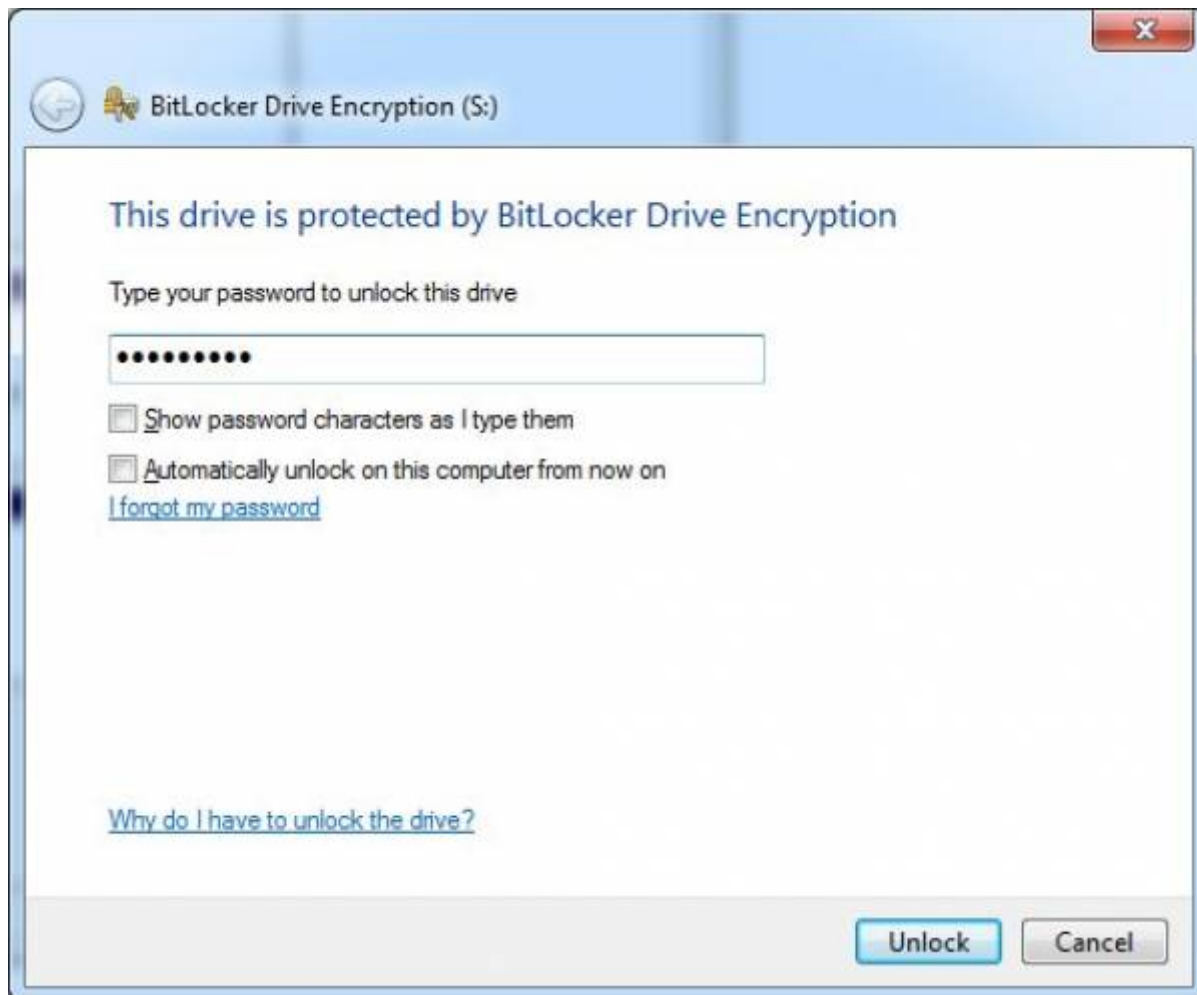 BitLocker Drive Encryption (S:)
This drive is protected by BitLocker Drive Encryption
Type your password to unlock this drive
•••••••••
Show password characters as I type them
Automatically unlock on this computer from now on
I forgot my password
Why do I have to unlock the drive?
Unlock Cancel